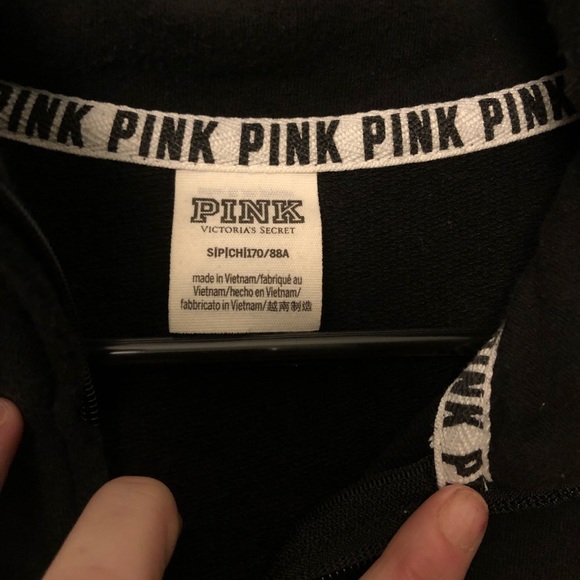 PINK PINK PINK PINK PINK
PINK
VICTORIA'S SECRET
S|P|CH|170/88A
made in Vietnam/fabriqué au
Vietnam/hecho en Vietnam/
fabbricato in Vietnam/越南制造
INK P